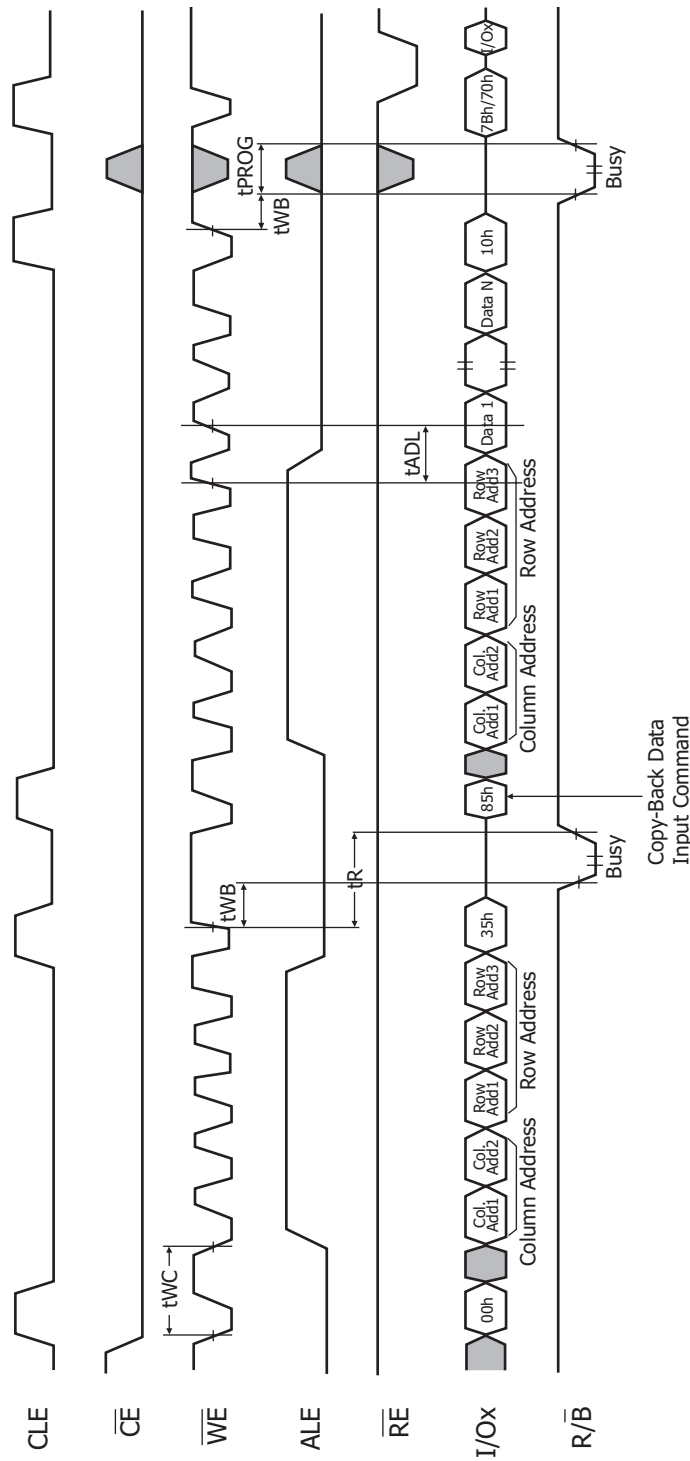 CLE
CE
WE
tWC
tWB
tWB
tPROG
ALE
tR
RE
tADL
I/Ox
00h
Col.
Add1
Col.
Add2
Row
Add1
Row
Add2
Row
Add3
35h
85h
Col.
Add1
Col.
Add2
Row
Add1
Row
Add2
Row
Add3
Data 1
Data N
10h
7Bh/70h
I/Ox
Column Address
Row Address
Column Address
Row Address
R/B
Busy
Busy
Copy-Back Data
Input Command